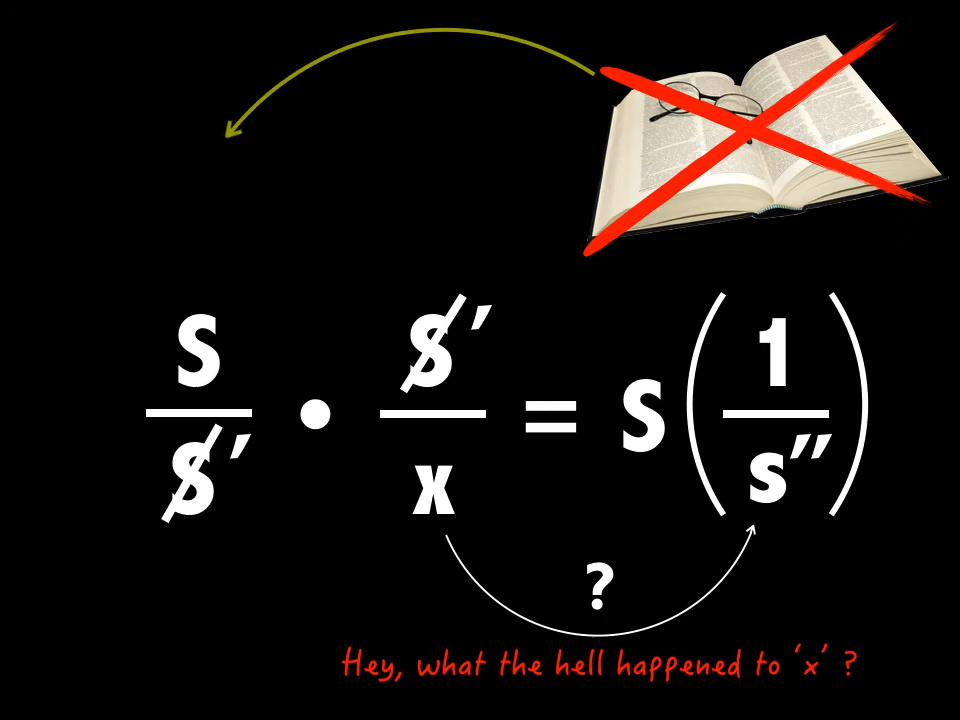 S/S′ • S′/x = S(1/s″)
?
Hey, what the hell happened to 'x' ?